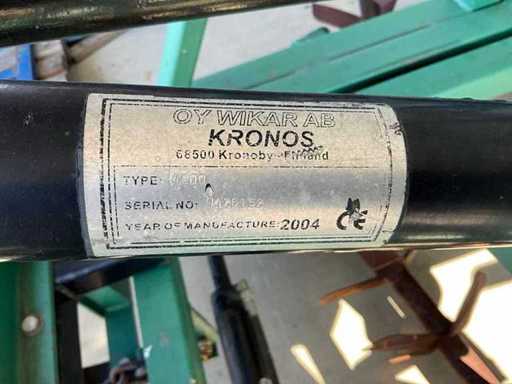 OY WIKAR AB
KRONOS
68500 Kronoby - Finland
TYPE:
SERIAL NO:
YEAR OF MANUFACTURE: 2004
CE